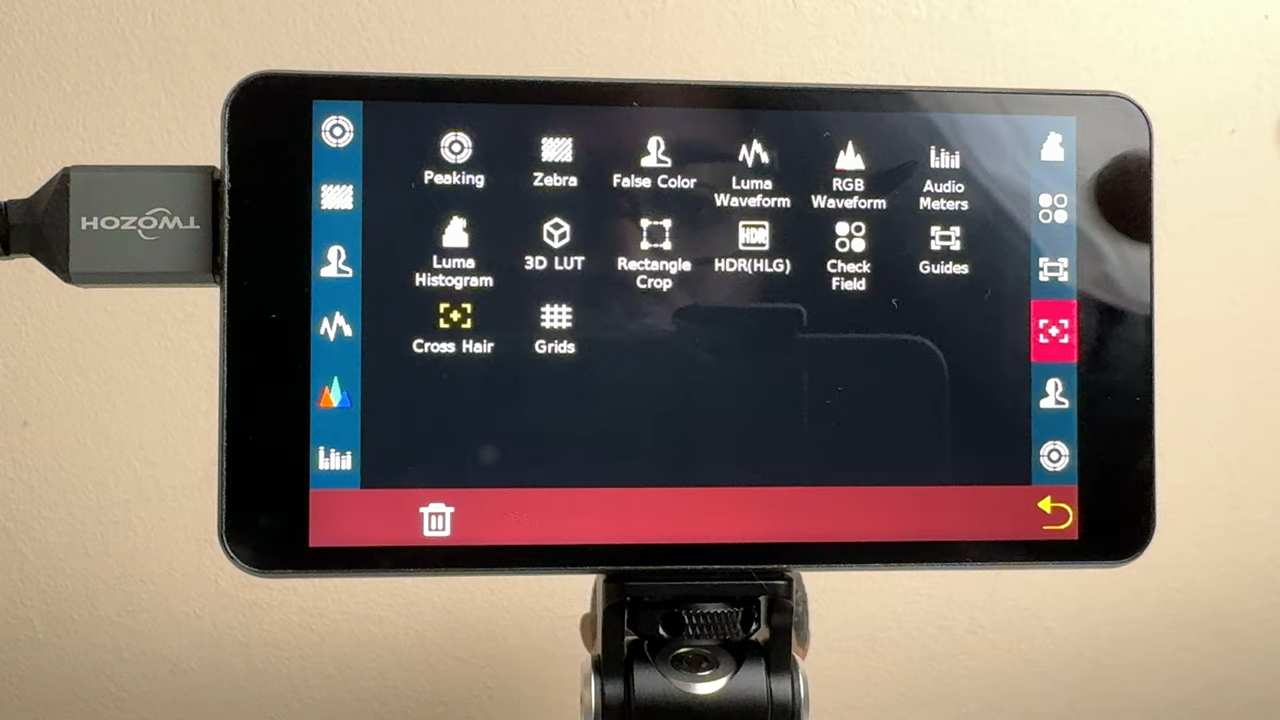 TWOZOH
Peaking
Zebra
False Color
Luma
Waveform
RGB
Waveform
Audio
Meters
Luma
Histogram
3D LUT
Rectangle
Crop
HDR
HDR(HLG)
Check
Field
Guides
Cross Hair
Grids